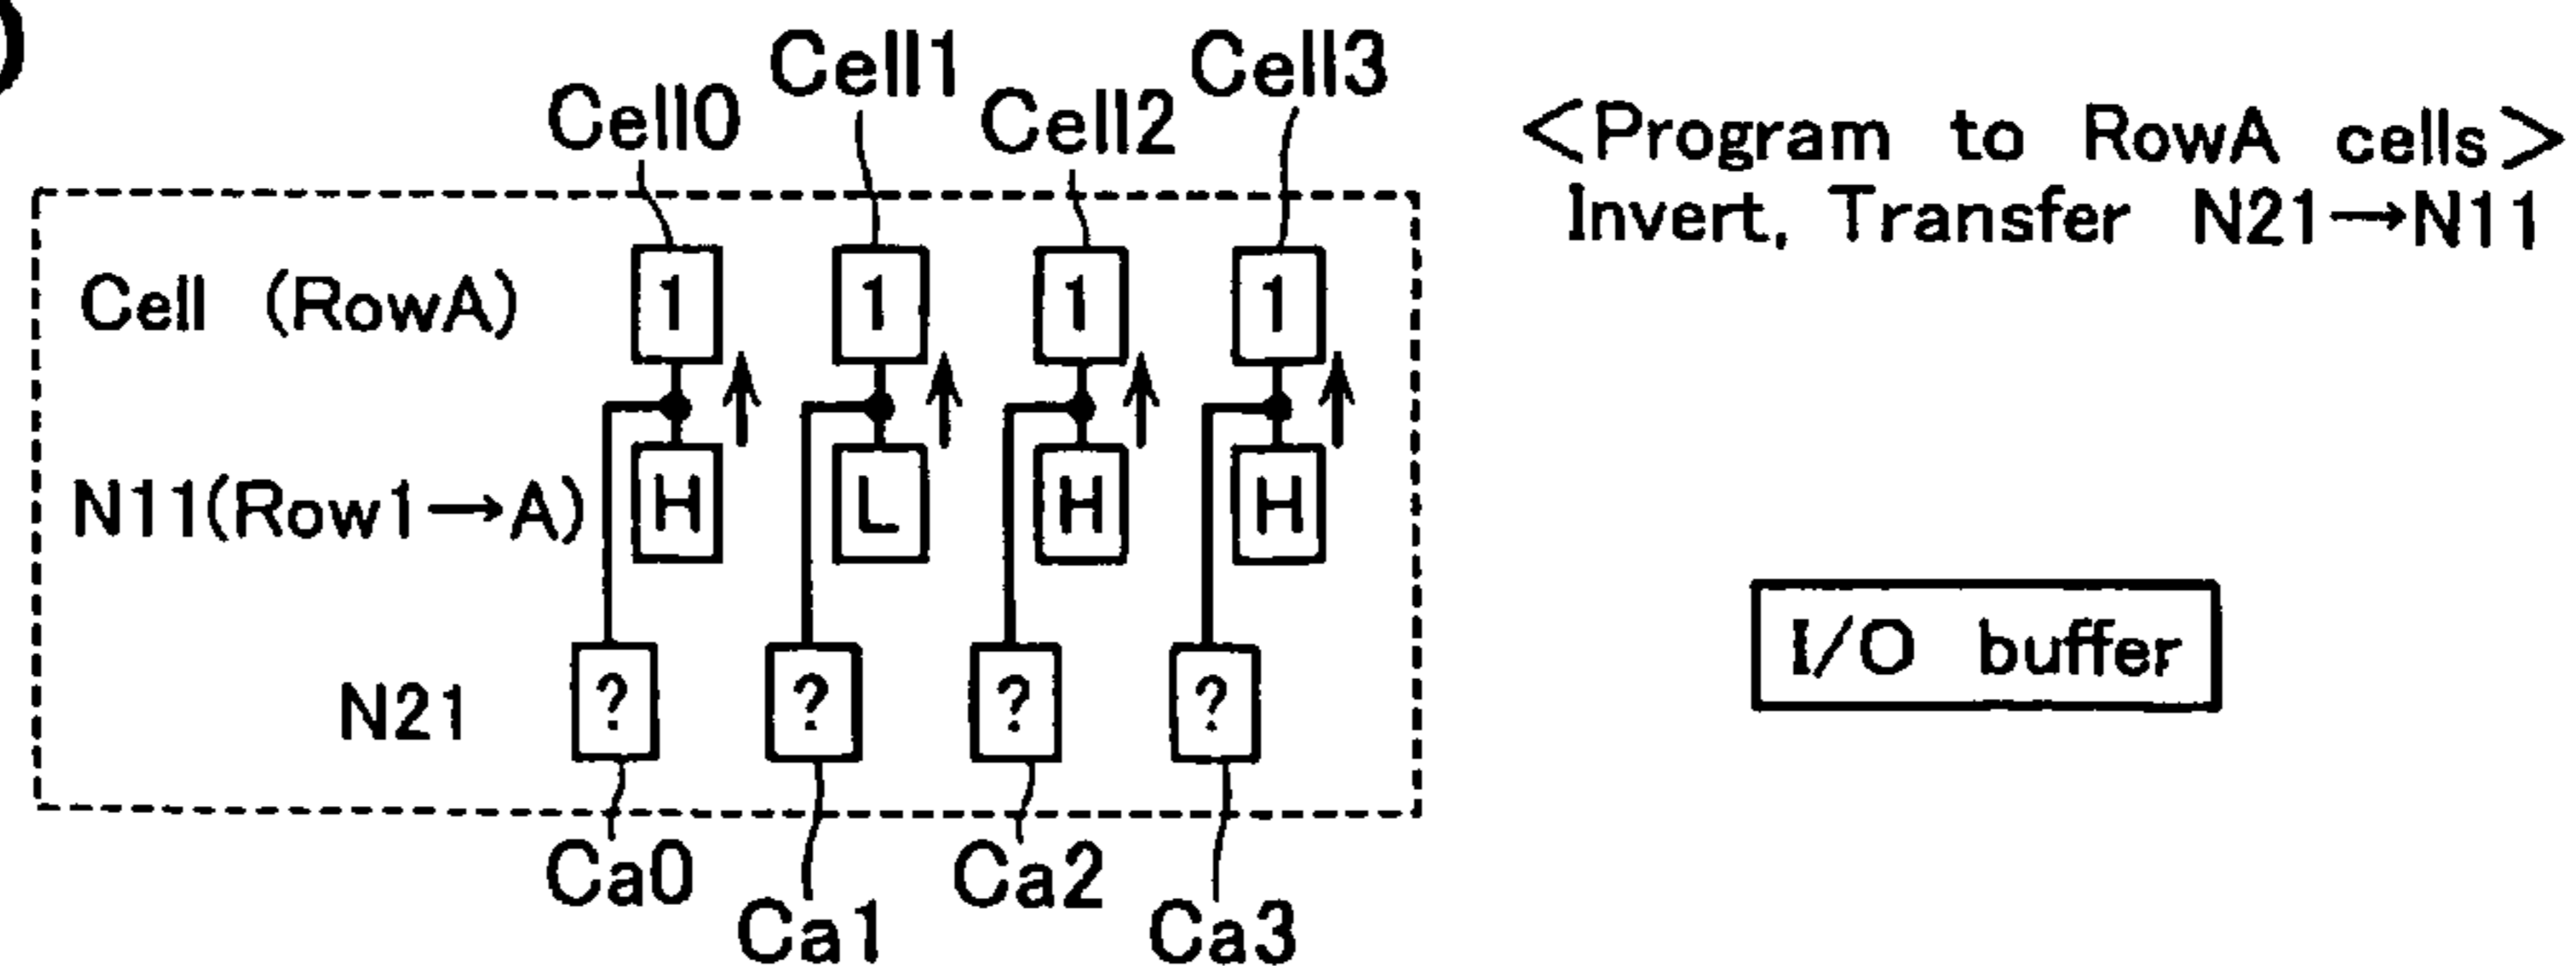 )
Cell0 Cell1 Cell2 Cell3
<Program to RowA cells>
Invert, Transfer N21→N11
Cell (RowA) 1 1 1 1
N11(Row1→A) H L H H
I/O buffer
N21 ? ? ? ?
Ca0 Ca1 Ca2 Ca3